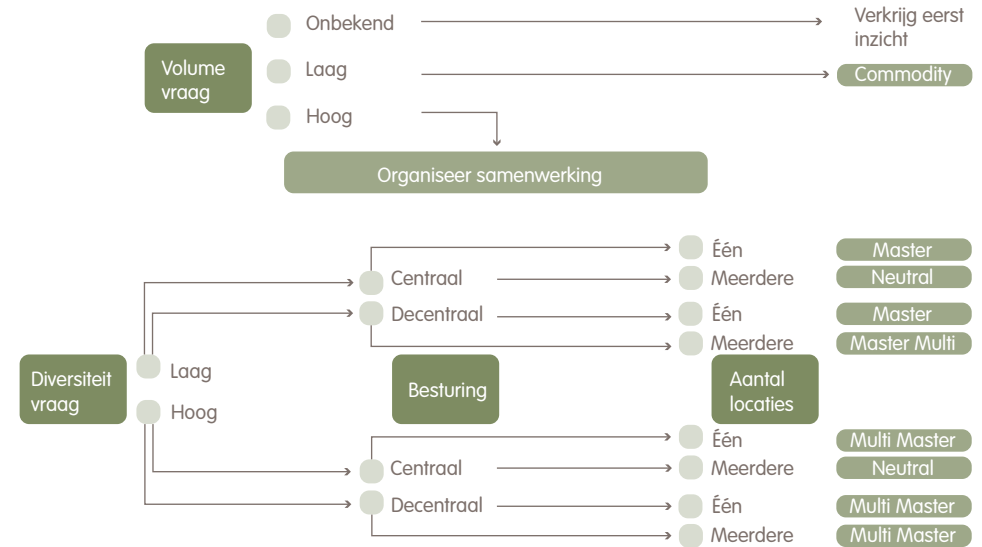 Onbekend
Verkrijg eerst
inzicht
Volume
vraag
Laag
Commodity
Hoog
Organiseer samenwerking
Één
Master
Centraal
Meerdere
Neutral
Decentraal
Één
Master
Meerdere
Master Multi
Diversiteit
vraag
Laag
Hoog
Besturing
Aantal
locaties
Één
Multi Master
Centraal
Meerdere
Neutral
Decentraal
Één
Multi Master
Meerdere
Multi Master